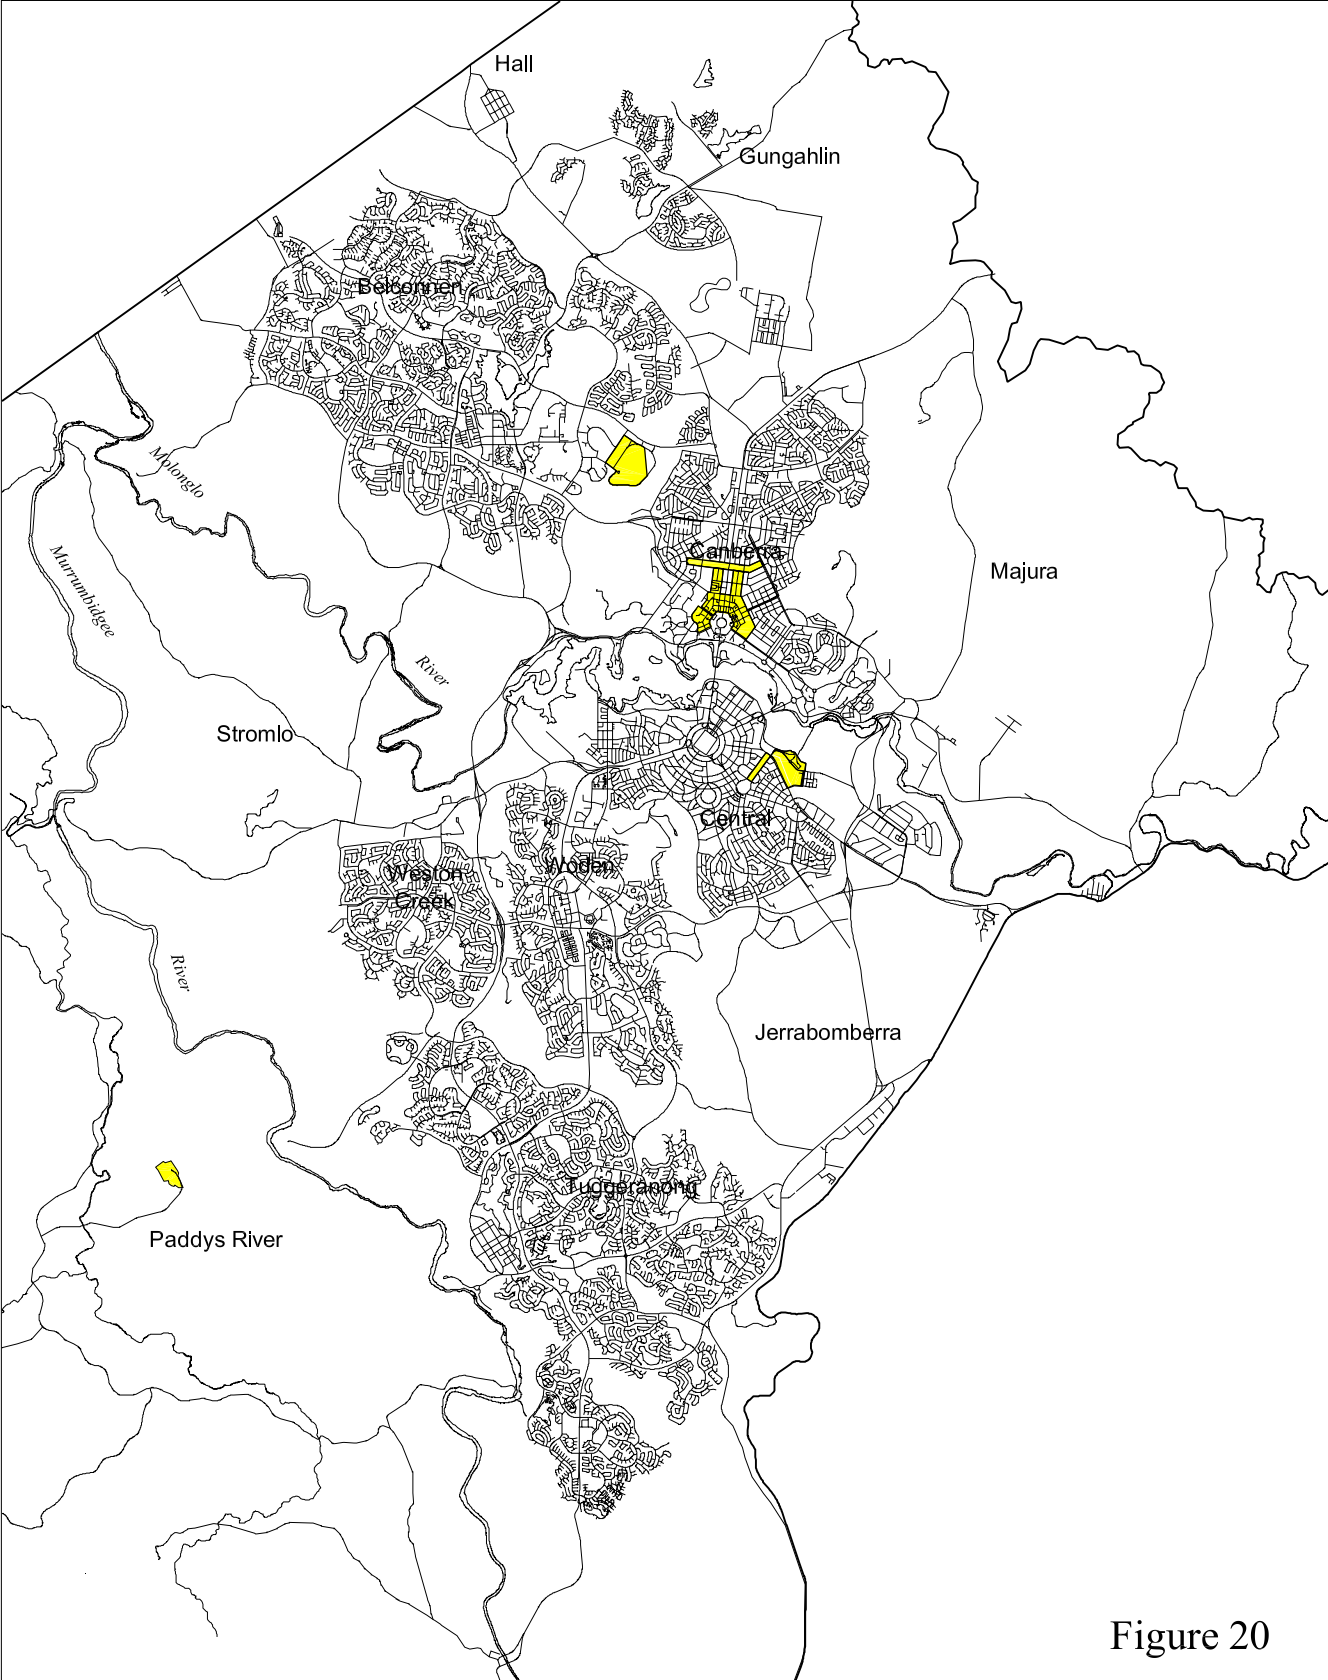 Hall
Gungahlin
Belconnen
Molonglo
Canberra
Murrumbidgee
Majura
River
Stromlo
Central
Woden
Weston
Creek
River
Jerrabomberra
Tuggeranong
Paddys River
Figure 20